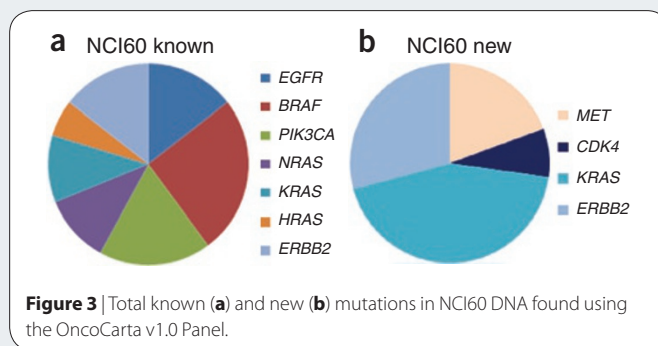 a NCI60 known
EGFR
BRAF
PIK3CA
NRAS
KRAS
HRAS
ERBB2
b NCI60 new
MET
CDK4
KRAS
ERBB2
Figure 3 | Total known (a) and new (b) mutations in NCI60 DNA found using
the OncoCarta v1.0 Panel.